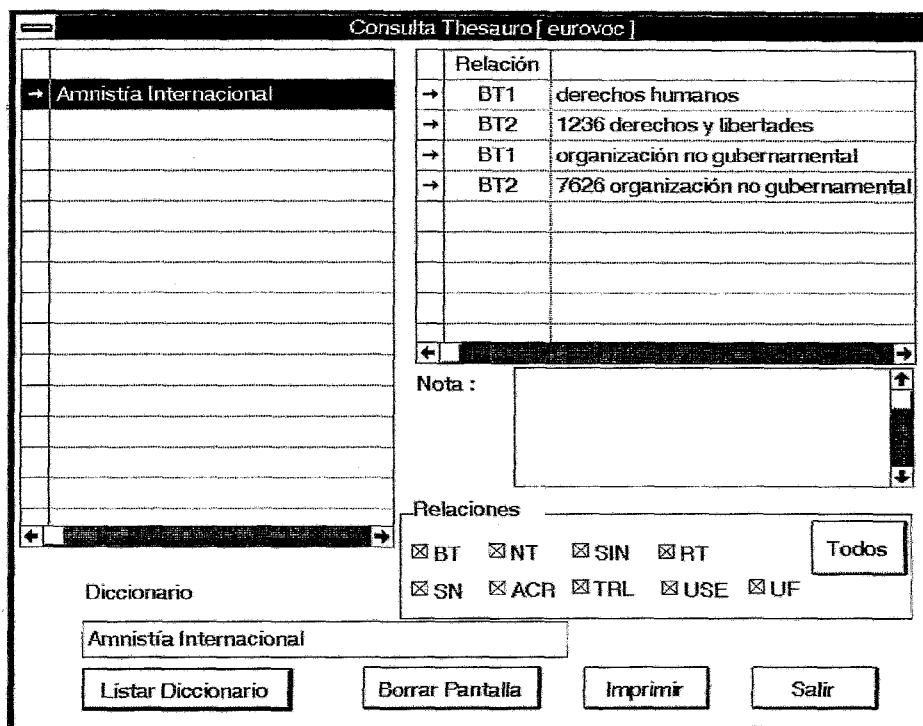 Consulta Thesauro [ eurovoc ]
→ Amnistía Internacional
Relación
→ BT1 derechos humanos
→ BT2 1236 derechos y libertades
→ BT1 organización no gubernamental
→ BT2 7626 organización no gubernamental
Nota :
Relaciones
☒ BT ☒ NT ☒ SIN ☒ RT Todos
☒ SN ☒ ACR ☒ TRL ☒ USE ☒ UF
Diccionario
Amnistía Internacional
Listar Diccionario Borrar Pantalla Imprimir Salir